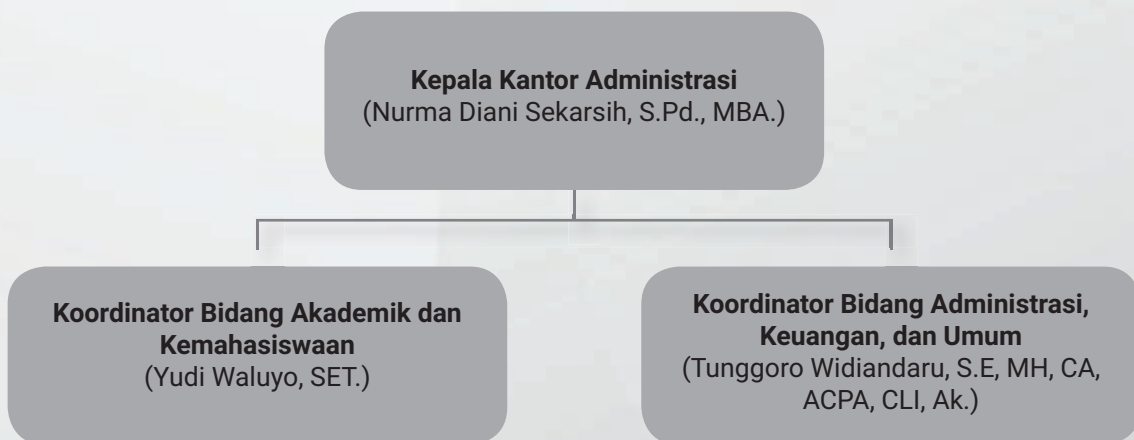 Kepala Kantor Administrasi
(Nurma Diani Sekarsih, S.Pd., MBA.)
Koordinator Bidang Akademik dan
Kemahasiswaan
(Yudi Waluyo, SET.)
Koordinator Bidang Administrasi,
Keuangan, dan Umum
(Tunggoro Widiandaru, S.E, MH, CA,
ACPA, CLI, Ak.)